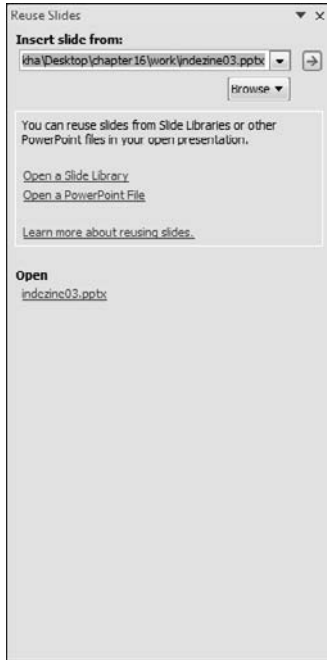 Reuse Slides
Insert slide from:
kha\Desktop\chapter16\work\indezine03.pptx
Browse
You can reuse slides from Slide Libraries or other
PowerPoint files in your open presentation.
Open a Slide Library
Open a PowerPoint File
Learn more about reusing slides.
Open
indezine03.pptx